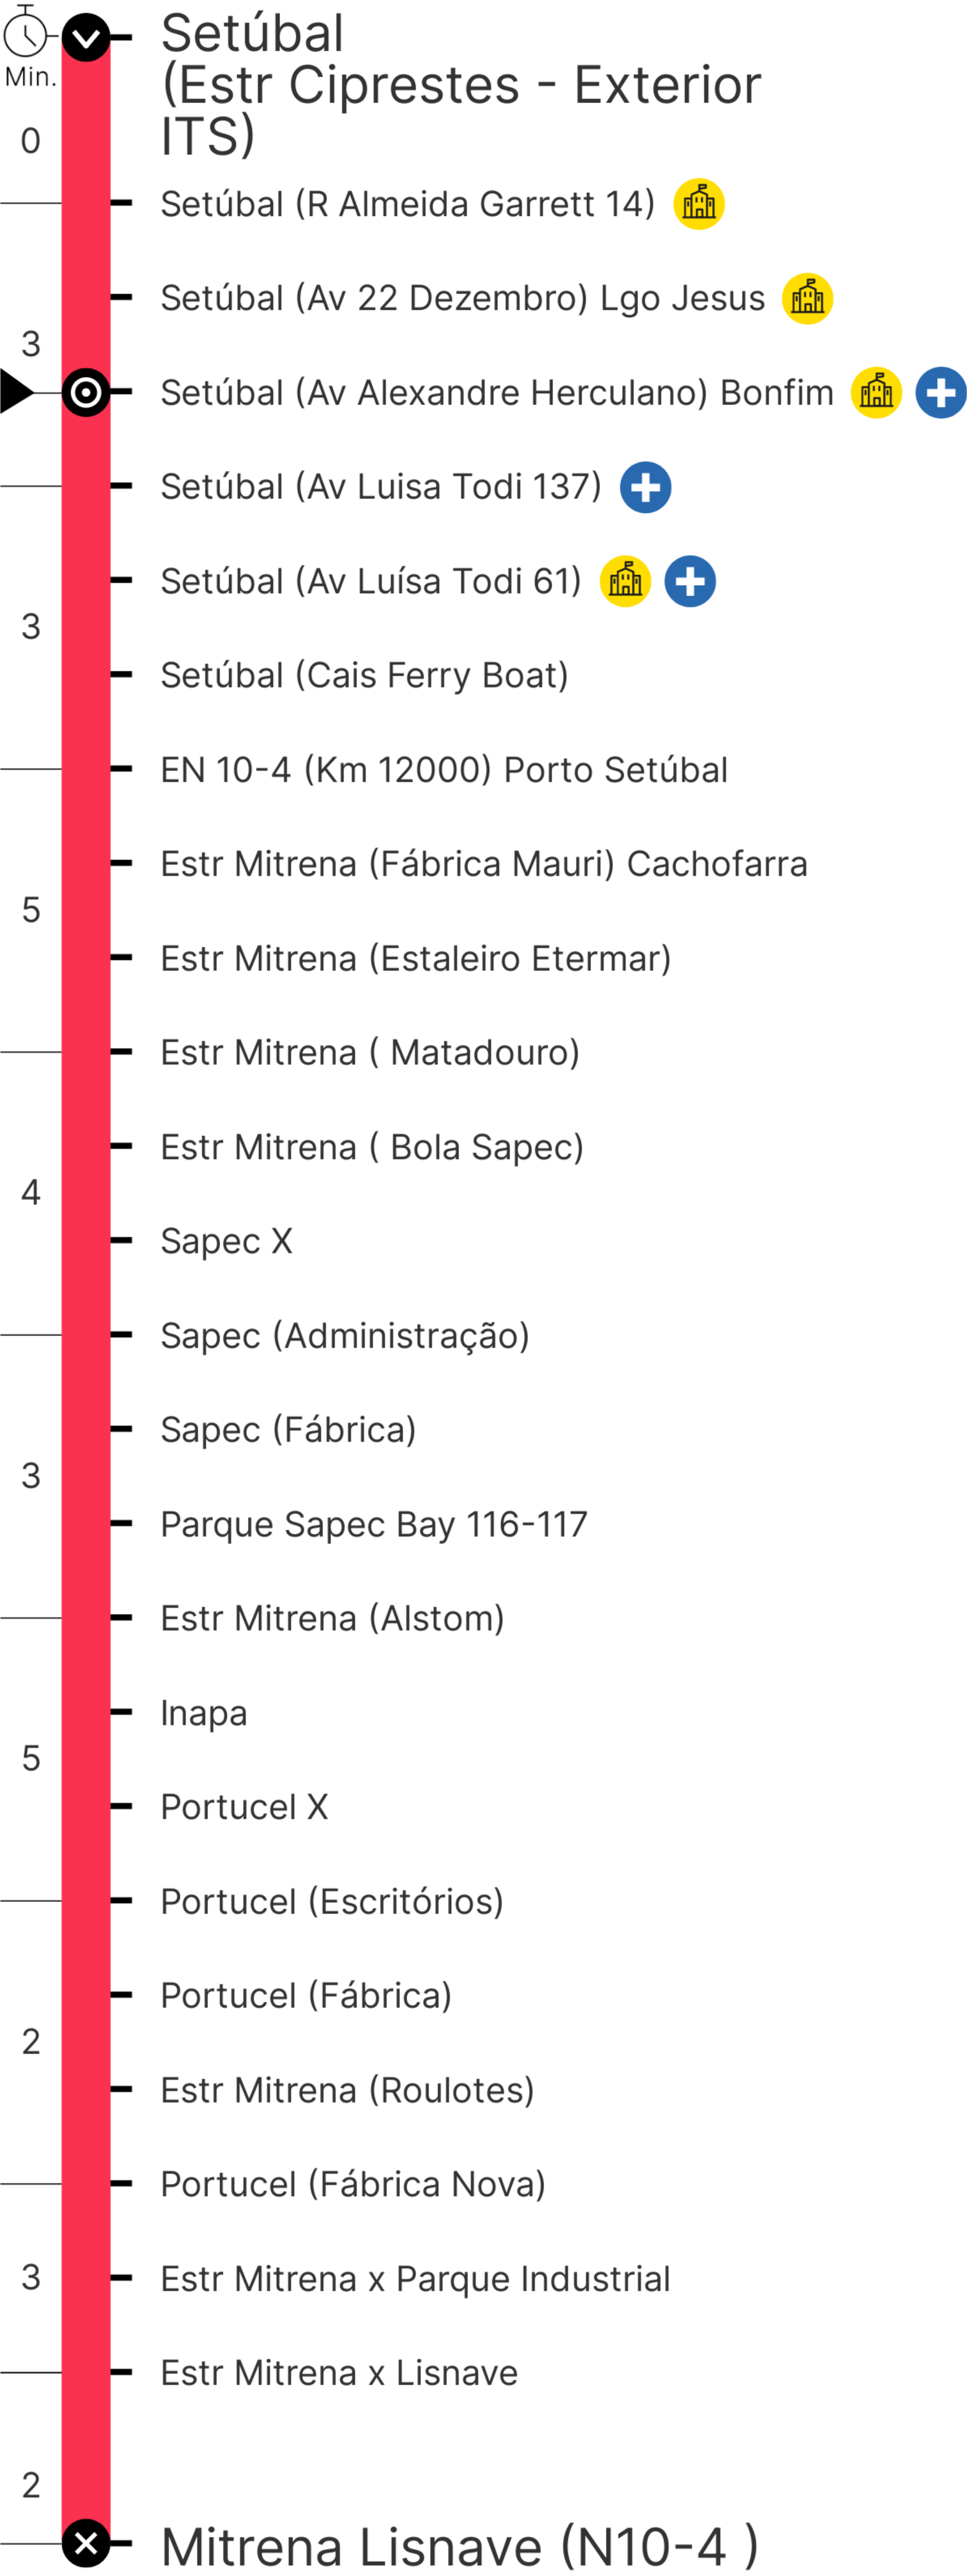 Setúbal
Min.
(Estr Ciprestes - Exterior
0
ITS)
Setúbal (R Almeida Garrett 14)
Setúbal (Av 22 Dezembro) Lgo Jesus
3
Setúbal (Av Alexandre Herculano) Bonfim
Setúbal (Av Luisa Todi 137)
Setúbal (Av Luísa Todi 61)
3
Setúbal (Cais Ferry Boat)
EN 10-4 (Km 12000) Porto Setúbal
Estr Mitrena (Fábrica Mauri) Cachofarra
5
Estr Mitrena (Estaleiro Etermar)
Estr Mitrena ( Matadouro)
Estr Mitrena ( Bola Sapec)
4
Sapec X
Sapec (Administração)
Sapec (Fábrica)
3
Parque Sapec Bay 116-117
Estr Mitrena (Alstom)
Inapa
5
Portucel X
Portucel (Escritórios)
Portucel (Fábrica)
2
Estr Mitrena (Roulotes)
Portucel (Fábrica Nova)
3
Estr Mitrena x Parque Industrial
Estr Mitrena x Lisnave
2
Mitrena Lisnave (N10-4 )